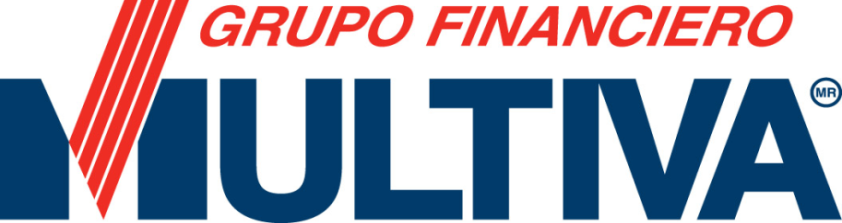 GRUPO FINANCIERO
MULTIVA MR